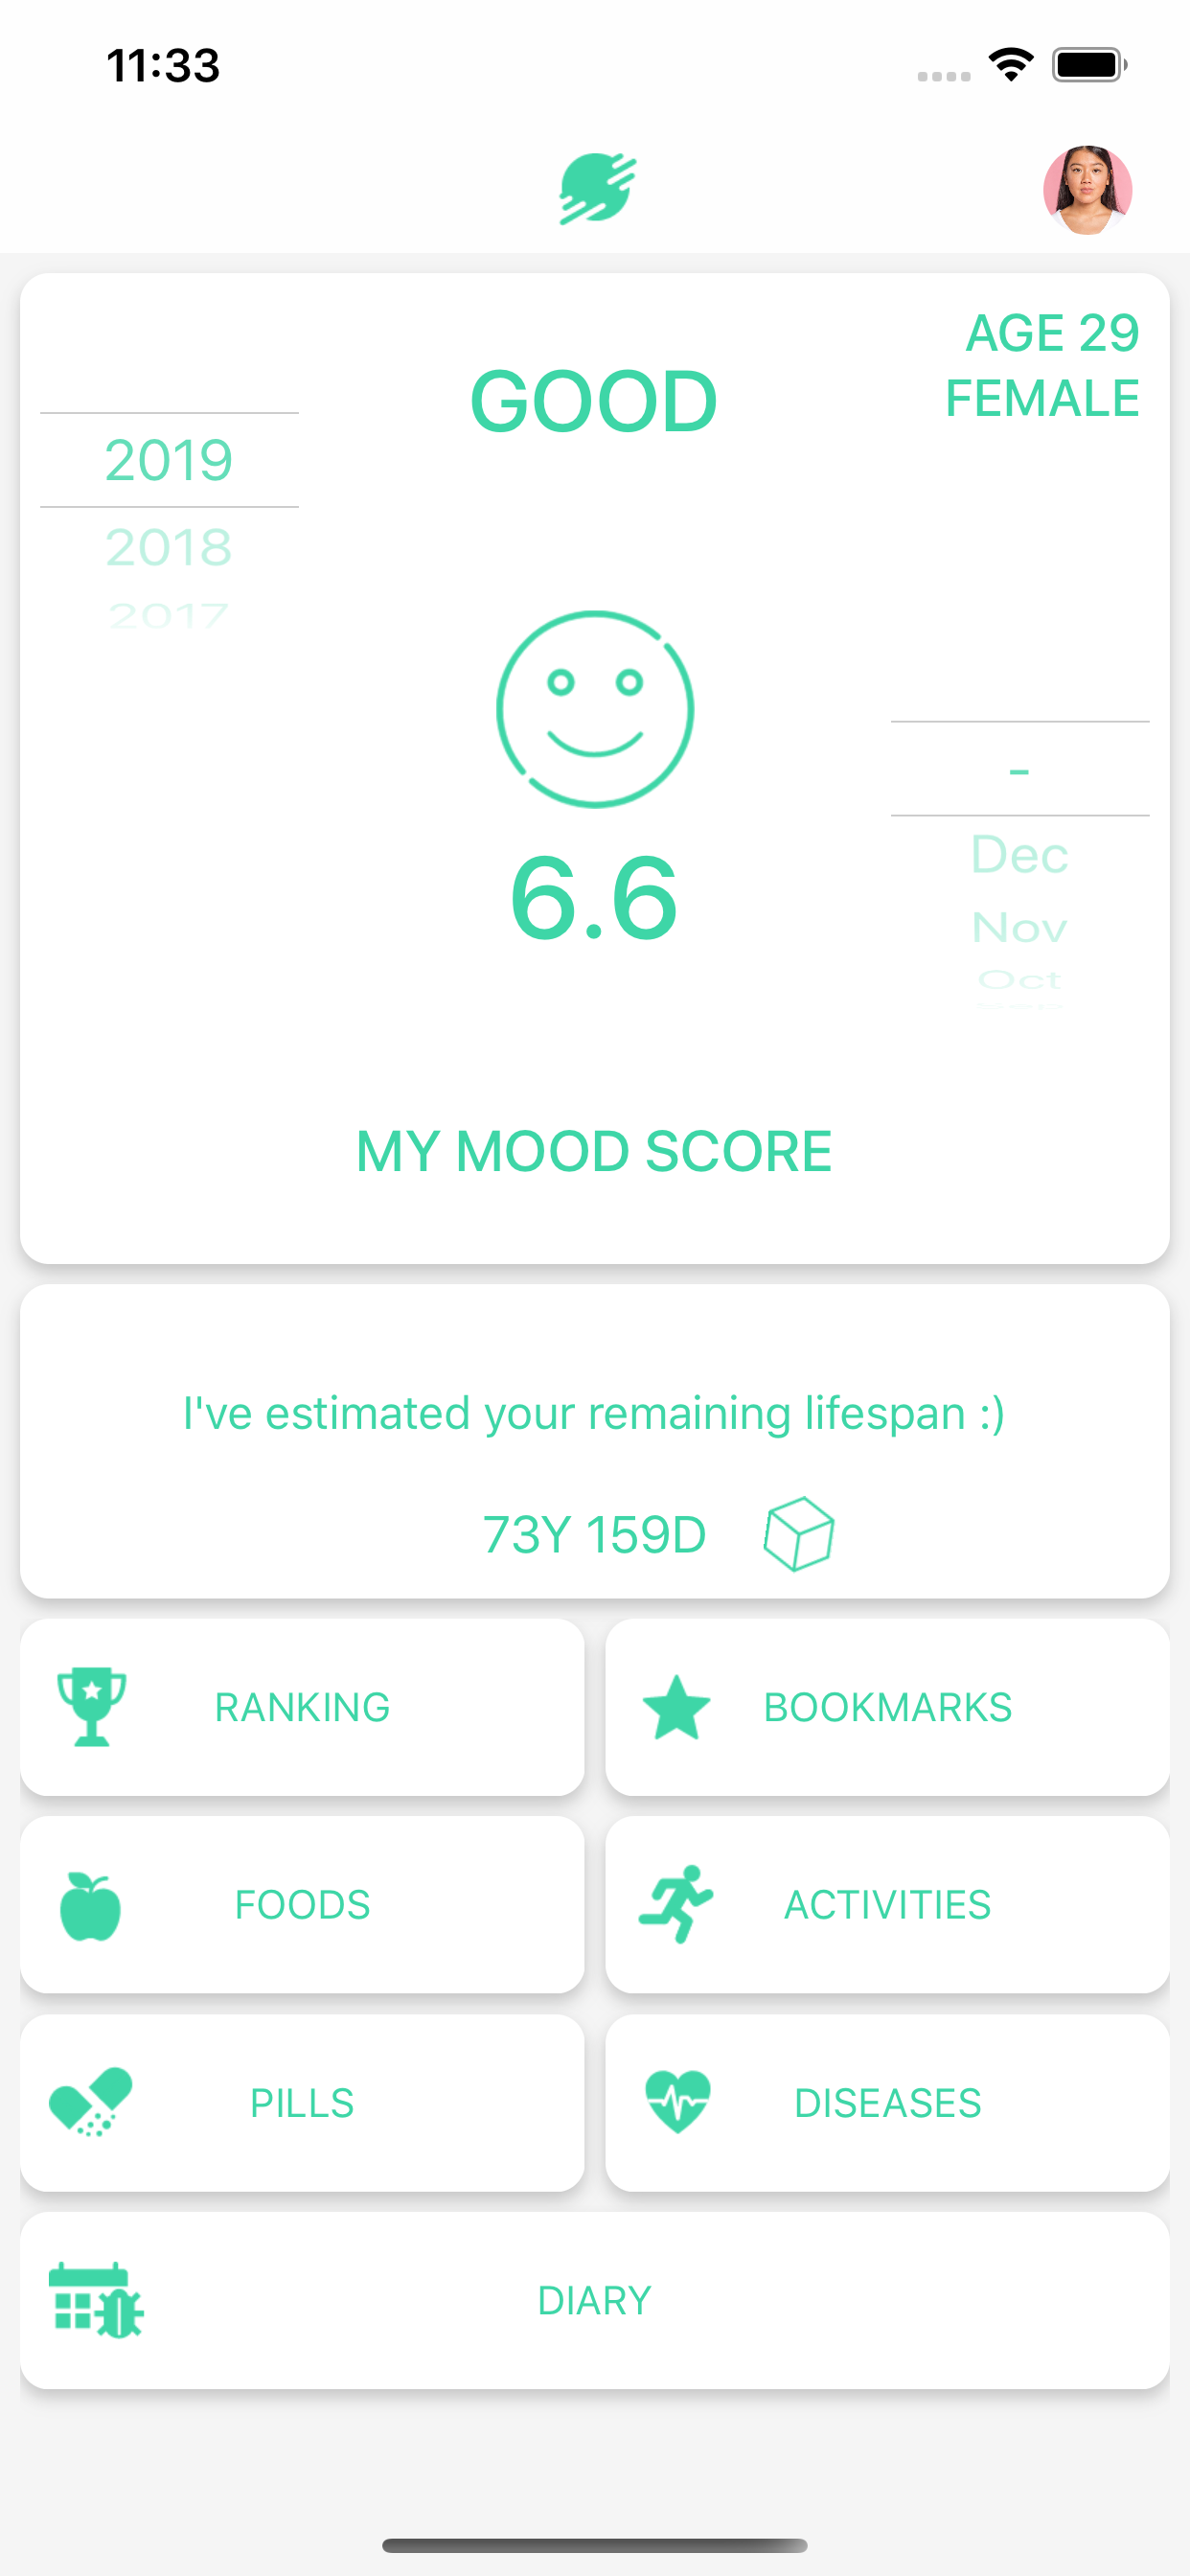 11:33
AGE 29
FEMALE
GOOD
2019
2018
2017
6.6
-
Dec
Nov
Oct
MY MOOD SCORE
I've estimated your remaining lifespan :)
73Y 159D
RANKING
BOOKMARKS
FOODS
ACTIVITIES
PILLS
DISEASES
DIARY